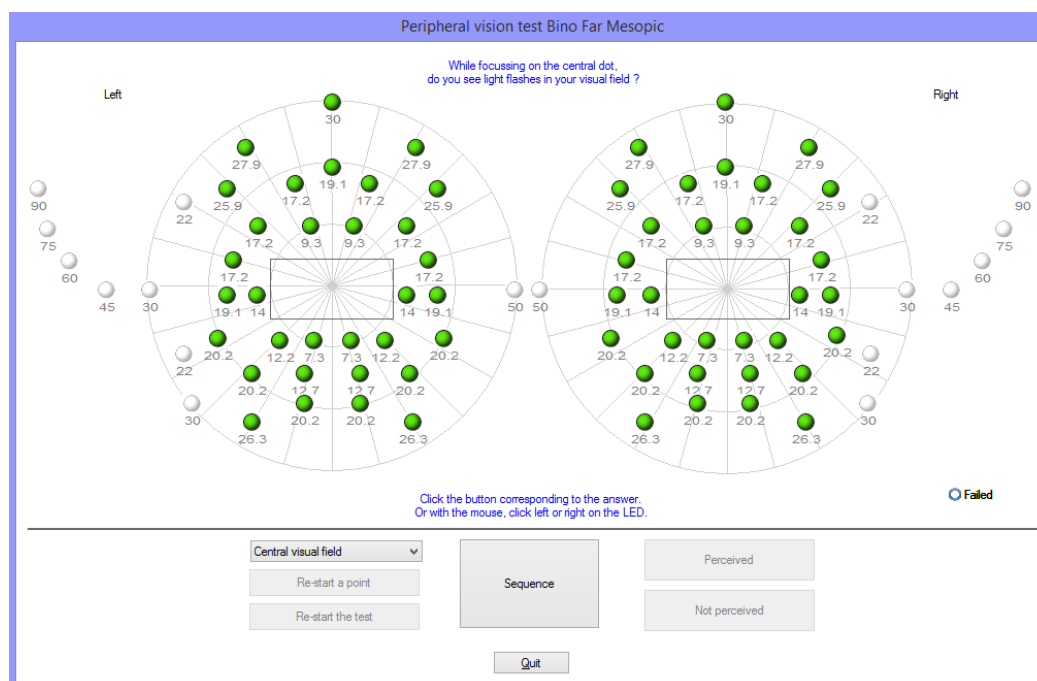 Peripheral vision test Bino Far Mesopic
While focussing on the central dot,
do you see light flashes in your visual field ?
Left
Right
30
30
27.9 27.9
27.9 27.9
19.1
19.1
17.2 17.2
17.2 17.2
25.9 25.9
25.9 25.9
90
22
22
90
75
17.2 9.3 9.3 17.2
17.2 9.3 9.3 17.2
75
60
17.2 17.2
17.2 17.2
60
45 30 19.1 14 14 19.1 50
50 19.1 14 14 19.1 30 45
20.2 12.2 7.3 7.3 12.2 20.2
20.2 12.2 7.3 7.3 12.2 20.2
22
22
20.2 12.7 12.7 20.2
20.2 12.7 12.7 20.2
30 20.2 20.2
20.2 20.2 30
26.3 26.3
26.3 26.3
Click the button corresponding to the answer.
Or with the mouse, click left or right on the LED.
Failed
Central visual field
Re-start a point
Re-start the test
Sequence
Perceived
Not perceived
Quit